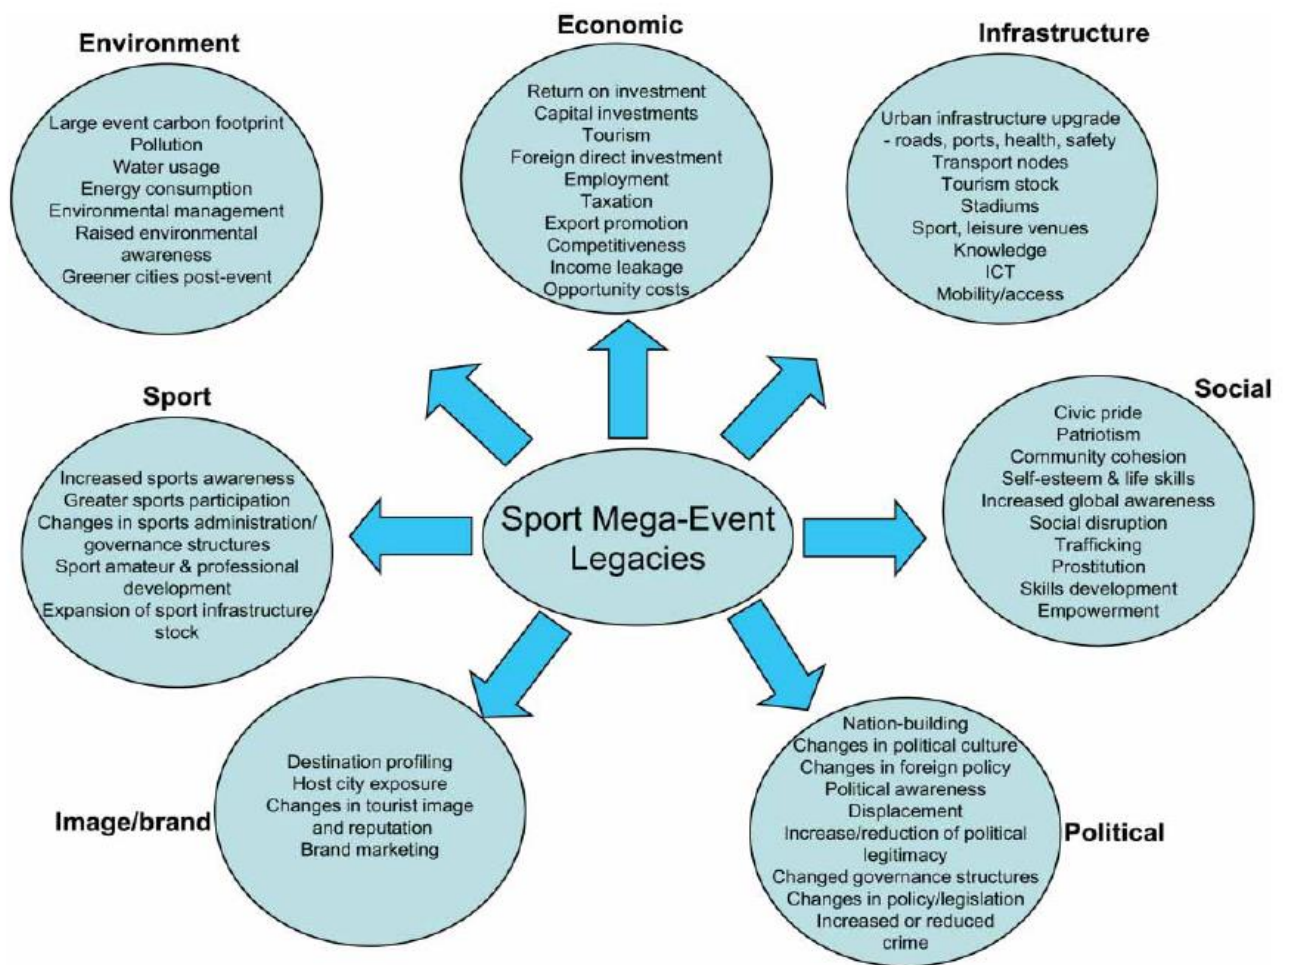 Environment
Large event carbon footprint
Pollution
Water usage
Energy consumption
Environmental management
Raised environmental
awareness
Greener cities post-event
Economic
Return on investment
Capital investments
Tourism
Foreign direct investment
Employment
Taxation
Export promotion
Competitiveness
Income leakage
Opportunity costs
Infrastructure
Urban infrastructure upgrade
- roads, ports, health, safety
Transport nodes
Tourism stock
Stadiums
Sport, leisure venues
Knowledge
ICT
Mobility/access
Sport
Increased sports awareness
Greater sports participation
Changes in sports administration/
governance structures
Sport amateur & professional
development
Expansion of sport infrastructure
stock
Sport Mega-Event
Legacies
Social
Civic pride
Patriotism
Community cohesion
Self-esteem & life skills
Increased global awareness
Social disruption
Trafficking
Prostitution
Skills development
Empowerment
Image/brand
Destination profiling
Host city exposure
Changes in tourist image
and reputation
Brand marketing
Political
Nation-building
Changes in political culture
Changes in foreign policy
Political awareness
Displacement
Increase/reduction of political
legitimacy
Changed governance structures
Changes in policy/legislation
Increased or reduced
crime